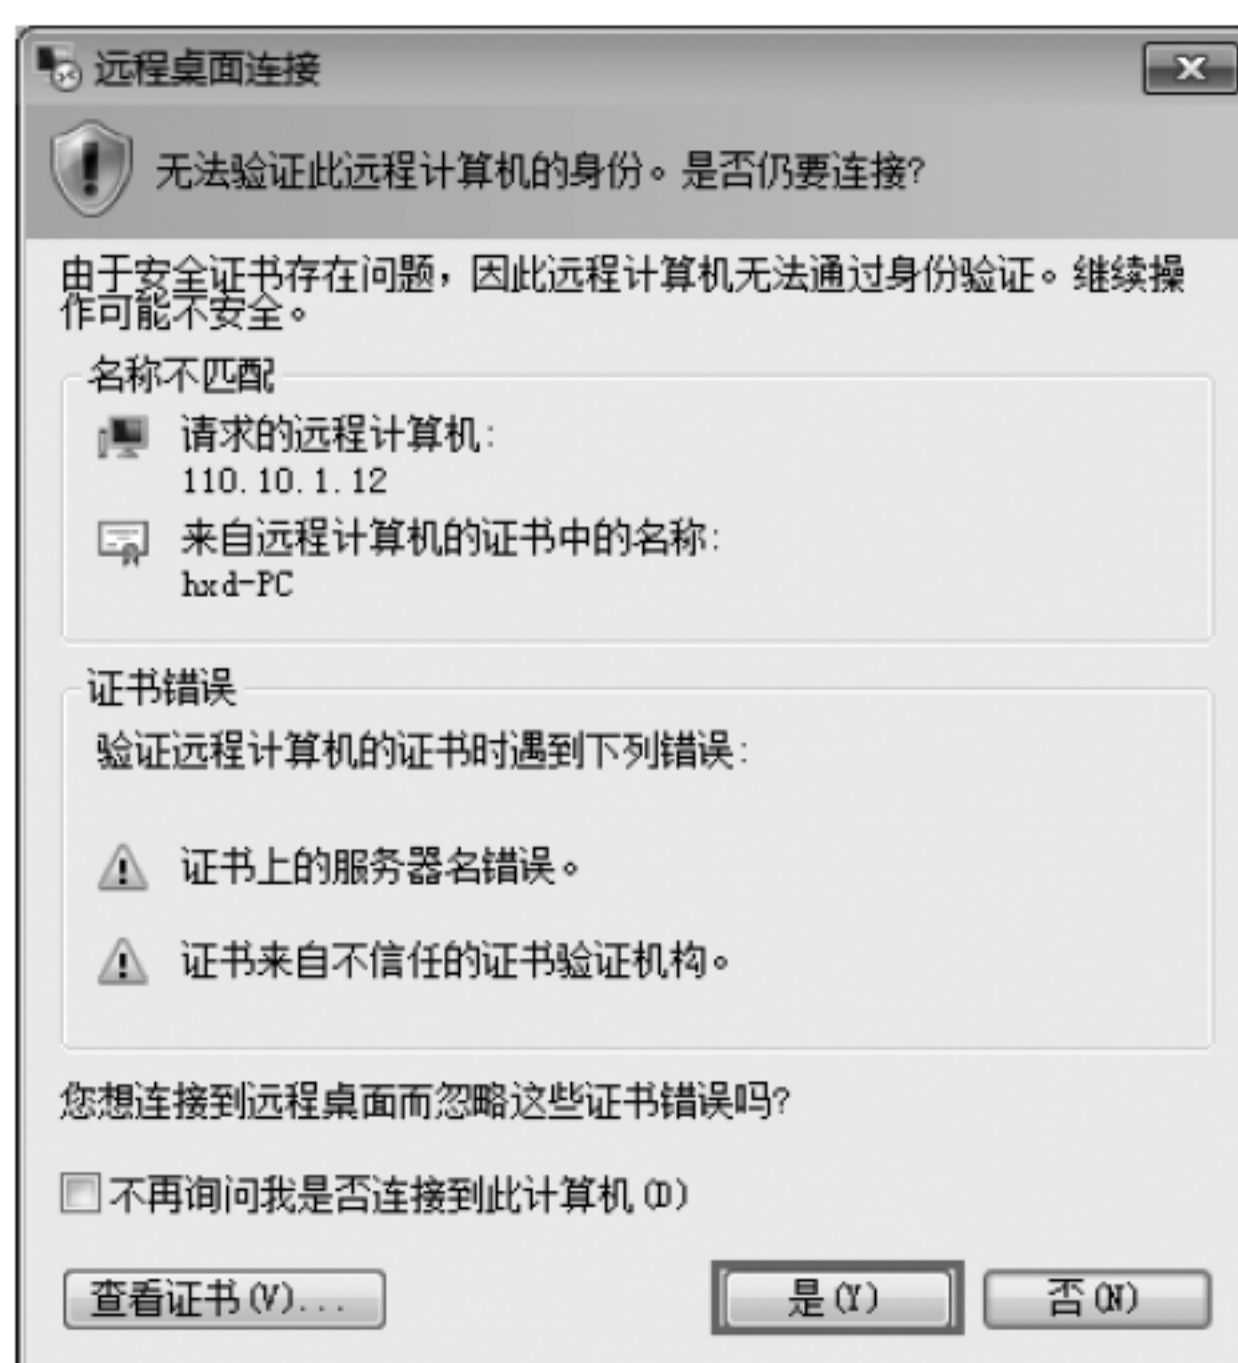 远程桌面连接
无法验证此远程计算机的身份。是否仍要连接?
由于安全证书存在问题，因此远程计算机无法通过身份验证。继续操
作可能不安全。
名称不匹配
请求的远程计算机:
110.10.1.12
来自远程计算机的证书中的名称:
hxd-PC
证书错误
验证远程计算机的证书时遇到下列错误:
证书上的服务器名错误。
证书来自不信任的证书验证机构。
您想连接到远程桌面而忽略这些证书错误吗?
不再询问我是否连接到此计算机(D)
查看证书(V)...
是(Y)
否(N)